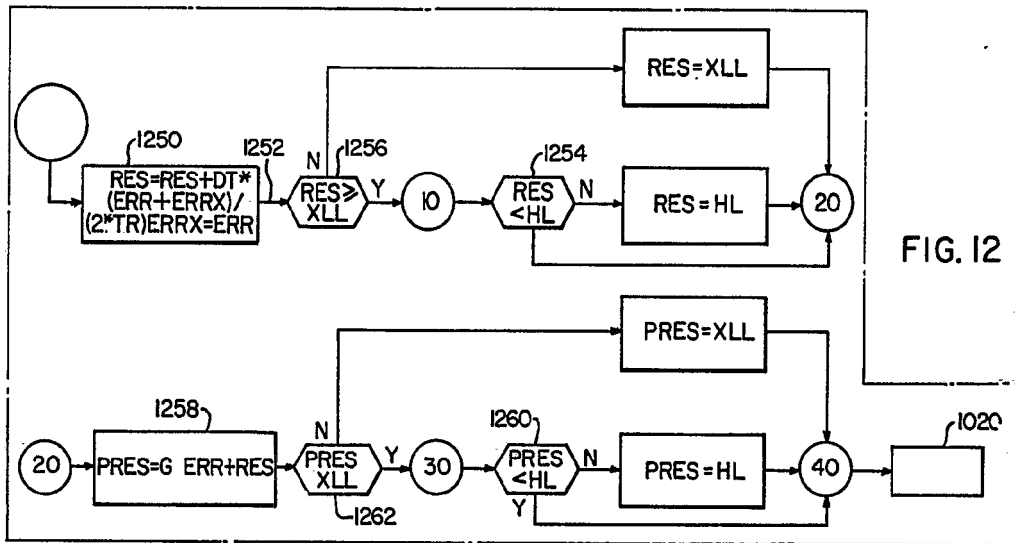 RES=XLL
1250
RES=RES+DT*
(ERR+ERRX)/
(2.*TR)ERRX=ERR
1252
N
1256
RES≥
XLL
Y
10
1254
RES
<HL
N
RES=HL
20
FIG. 12
PRES=XLL
20
1258
PRES=G ERR+RES
N
PRES
XLL
1262
Y
30
1260
PRES
<HL
N
Y
PRES=HL
40
1020